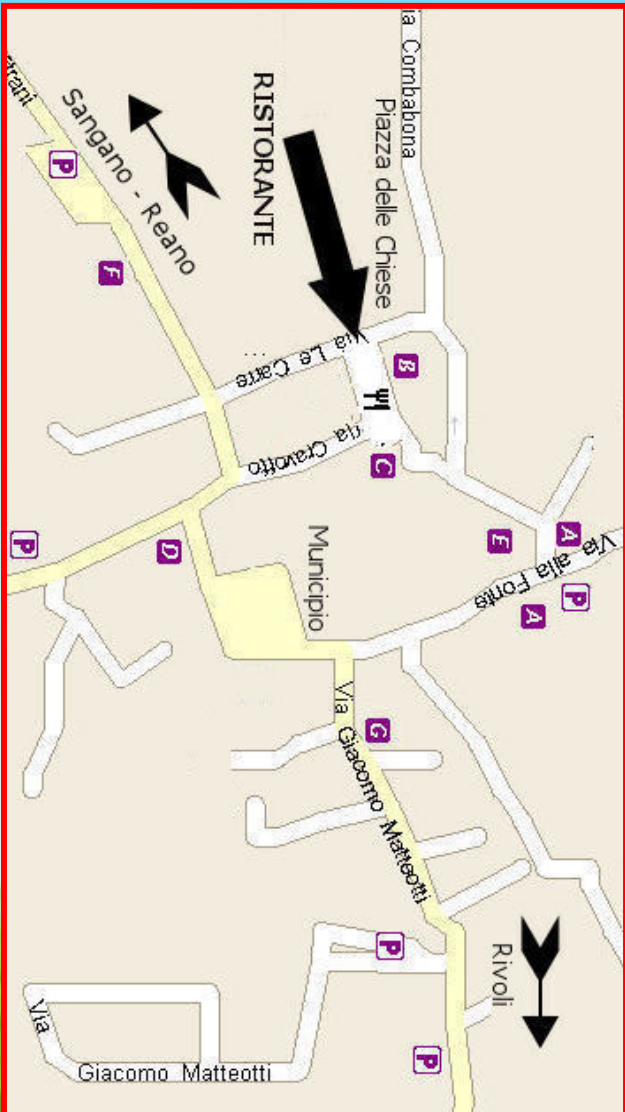 Via Combabona
Piazza delle Chiese
RISTORANTE
Sangano - Reano
strani
P
F
Via Le Carre
B
Via Cravotto
C
A
E
Via alla Fonte
P
A
Municipio
D
P
Via Giacomo Matteotti
G
Rivoli
P
P
Via
Giacomo Matteotti